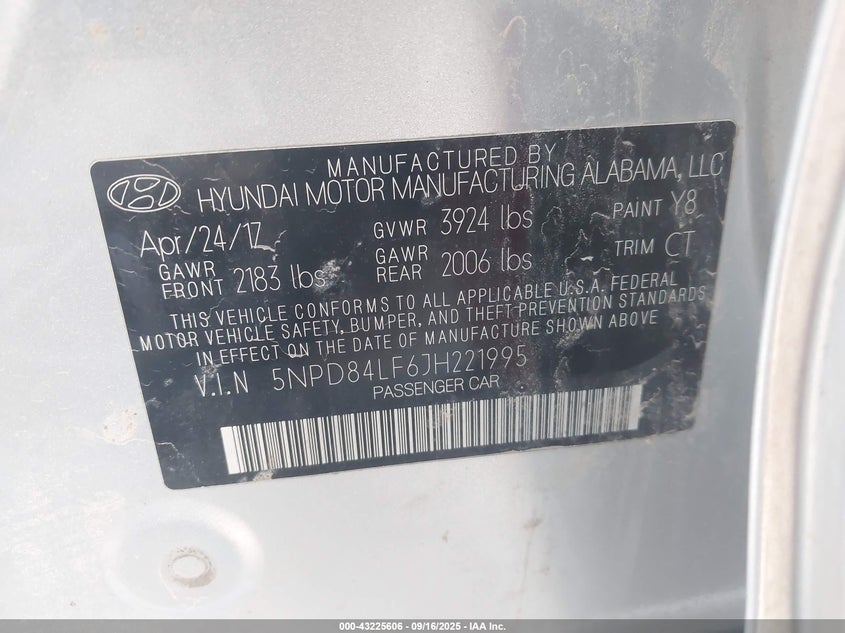 MANUFACTURED BY
HYUNDAI MOTOR MANUFACTURING ALABAMA, LLC
Apr/24/17 GVWR 3924 lbs PAINT Y8
GAWR FRONT 2183 lbs GAWR REAR 2006 lbs TRIM CT
THIS VEHICLE CONFORMS TO ALL APPLICABLE U.S.A. FEDERAL
MOTOR VEHICLE SAFETY, BUMPER, AND THEFT PREVENTION STANDARDS
IN EFFECT ON THE DATE OF MANUFACTURE SHOWN ABOVE
V.I.N 5NPD84LF6JH221995
PASSENGER CAR
000-43225606 - 09/16/2025 - IAA Inc.